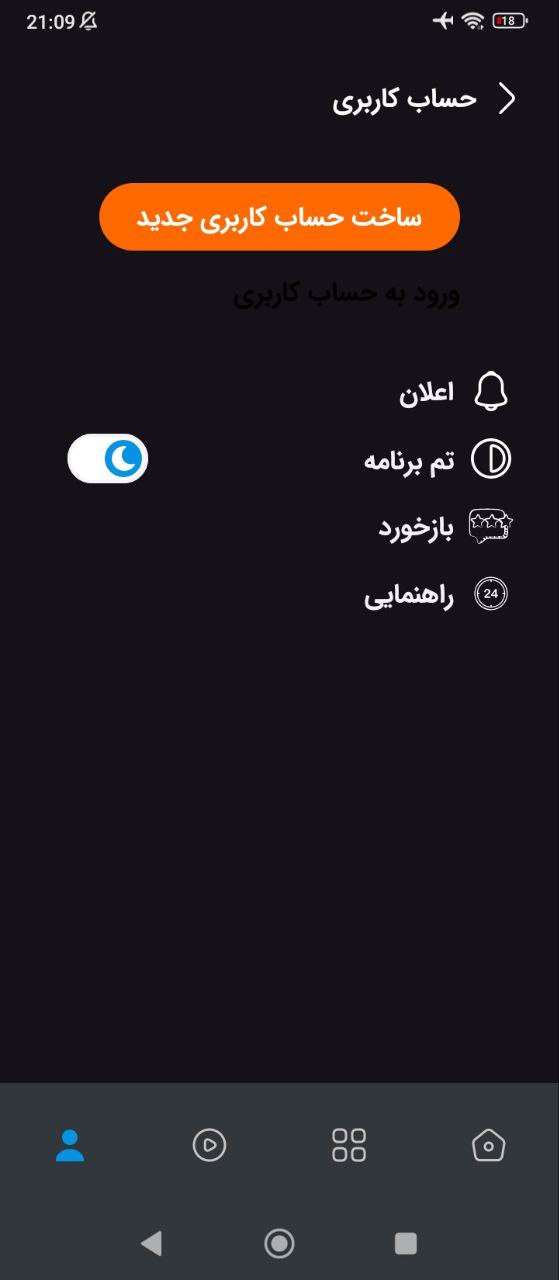 21:09
18
حساب کاربری
ساخت حساب کاربری جدید
ورود به حساب کاربری
اعلان
تم برنامه
بازخورد
راهنمایی
24